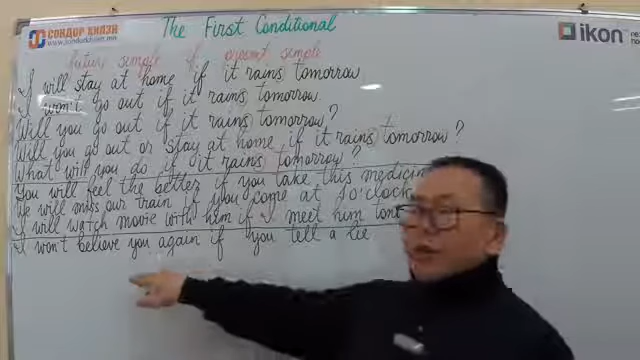 СОНДОР ХХАЗН
The First Conditional
ikon
future simple if present simple
I will stay at home if it rains tomorrow
I won't go out if it rains tomorrow.
Will you go out if it rains tomorrow?
Will you go out or stay at home if it rains tomorrow?
What will you do if it rains tomorrow?
You will feel the better if you take this medicin
We will miss our train if you come at 10 o'clock
I will watch movie with him if I meet him
I won't believe you again if you tell a lie